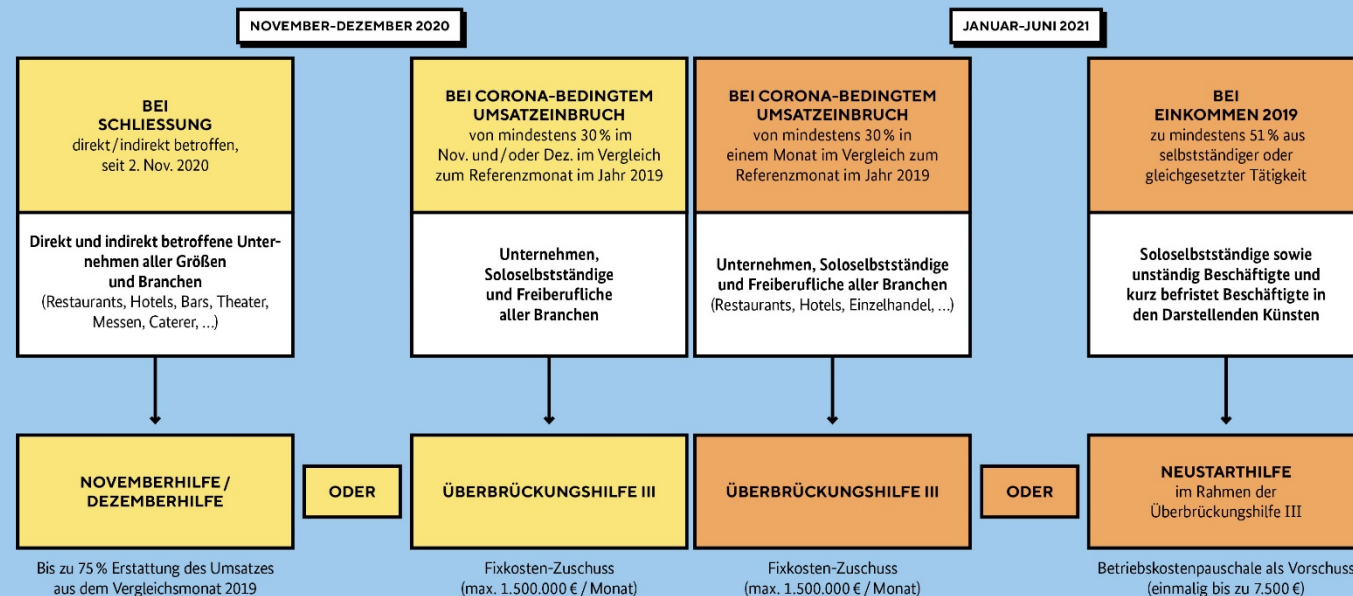 NOVEMBER–DEZEMBER 2020
JANUAR–JUNI 2021
BEI
SCHLIESSUNG
direkt / indirekt betroffen,
seit 2. Nov. 2020
Direkt und indirekt betroffene Unter-
nehmen aller Größen
und Branchen
(Restaurants, Hotels, Bars, Theater,
Messen, Caterer, ...)
NOVEMBERHILFE /
DEZEMBERHILFE
Bis zu 75 % Erstattung des Umsatzes
aus dem Vergleichsmonat 2019
ODER
BEI CORONA-BEDINGTEM
UMSATZEINBRUCH
von mindestens 30 % im
Nov. und/oder Dez. im Vergleich
zum Referenzmonat im Jahr 2019
Unternehmen,
Soloselbstständige
und Freiberufliche
aller Branchen
ÜBERBRÜCKUNGSHILFE III
Fixkosten-Zuschuss
(max. 1.500.000 € / Monat)
BEI CORONA-BEDINGTEM
UMSATZEINBRUCH
von mindestens 30 % in
einem Monat im Vergleich zum
Referenzmonat im Jahr 2019
Unternehmen, Soloselbstständige
und Freiberufliche aller Branchen
(Restaurants, Hotels, Einzelhandel, ...)
ÜBERBRÜCKUNGSHILFE III
Fixkosten-Zuschuss
(max. 1.500.000 € / Monat)
ODER
BEI
EINKOMMEN 2019
zu mindestens 51 % aus
selbstständiger oder
gleichgesetzter Tätigkeit
Soloselbstständige sowie
unständig Beschäftigte und
kurz befristet Beschäftigte in
den Darstellenden Künsten
NEUSTARTHILFE
im Rahmen der
Überbrückungshilfe III
Betriebskostenpauschale als Vorschuss
(einmalig bis zu 7.500 €)